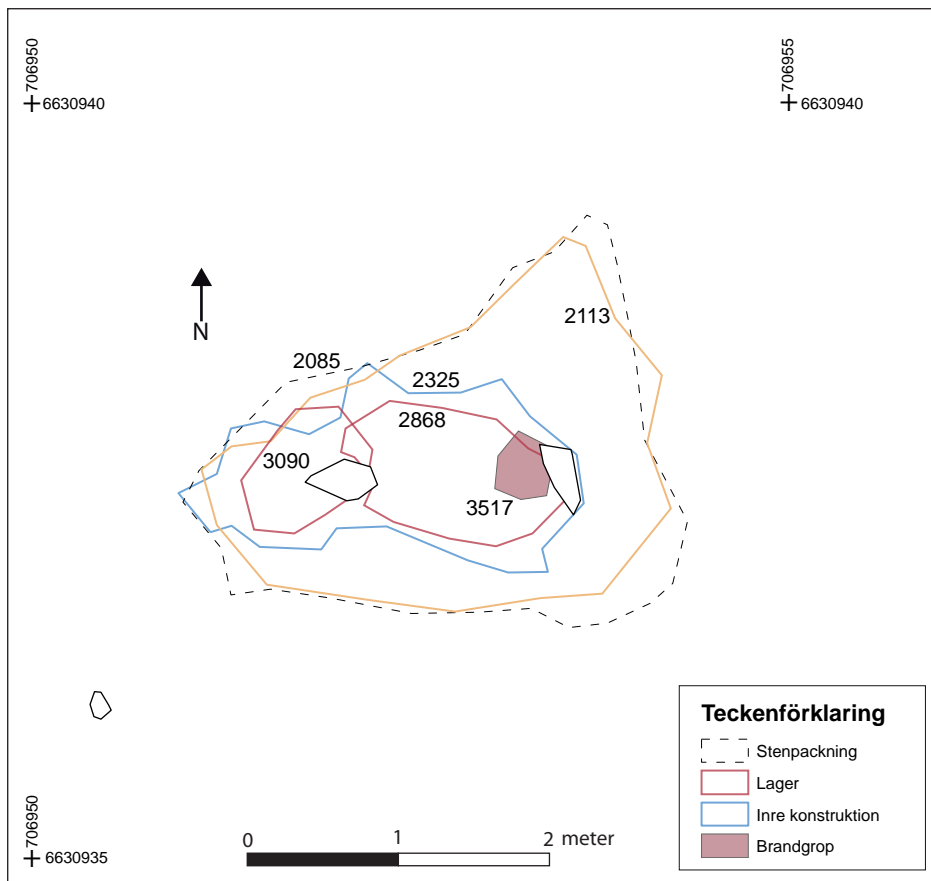 706950
6630940
706955
6630940
N
2113
2085
2325
2868
3090
3517
706950
6630935
0 1 2 meter
Teckenförklaring
Stenpackning
Lager
Inre konstruktion
Brandgrop